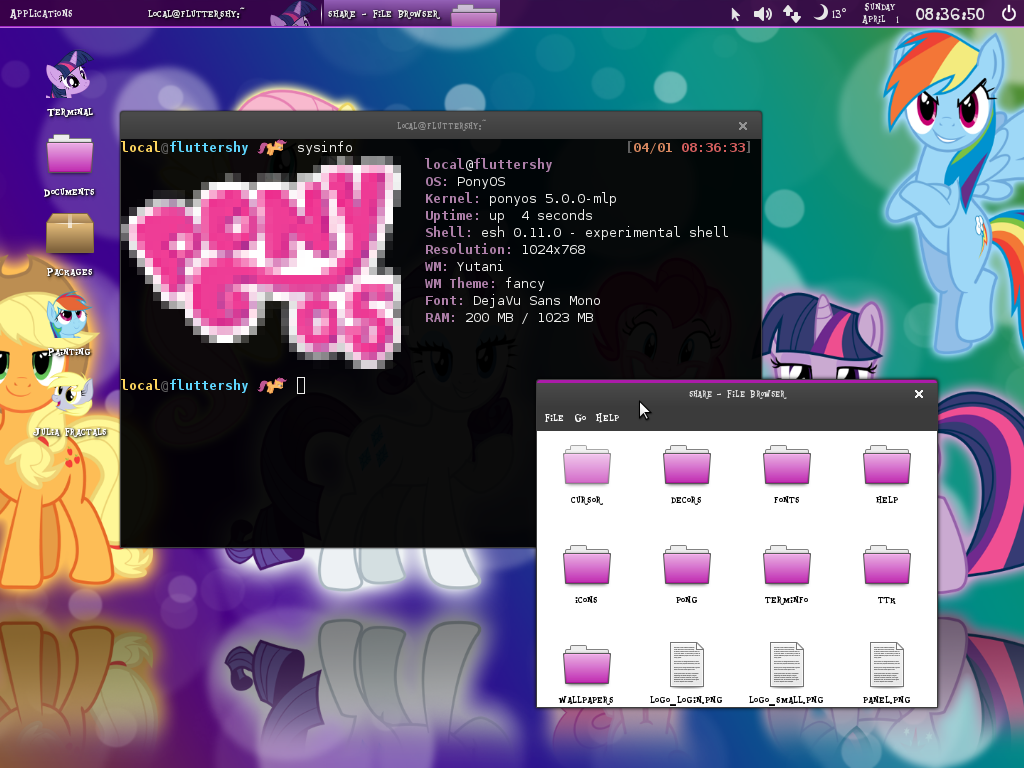 Applications
local@fluttershy:~
share - File Browser
13°
Sunday
April 1
08:36:50
Terminal
Documents
Packages
Painting
Julia Fractals
local@fluttershy:~
local@fluttershy sysinfo
[04/01 08:36:33]
PONY
OS
local@fluttershy
OS: PonyOS
Kernel: ponyos 5.0.0-mlp
Uptime: up  4 seconds
Shell: esh 0.11.0 - experimental shell
Resolution: 1024x768
WM: Yutani
WM Theme: fancy
Font: DejaVu Sans Mono
RAM: 200 MB / 1023 MB
local@fluttershy
share - File Browser
File Go Help
cursor decors fonts help
icons pong terminfo ttk
wallpapers logo_login.png logo_small.png panel.png